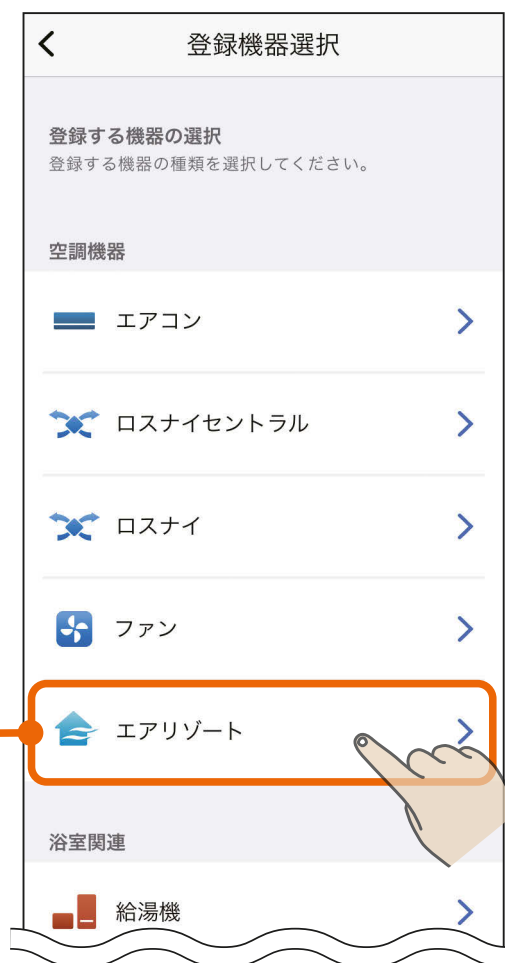 登録機器選択
登録する機器の選択
登録する機器の種類を選択してください。
空調機器
エアコン
ロスナイセントラル
ロスナイ
ファン
エアリゾート
浴室関連
給湯機